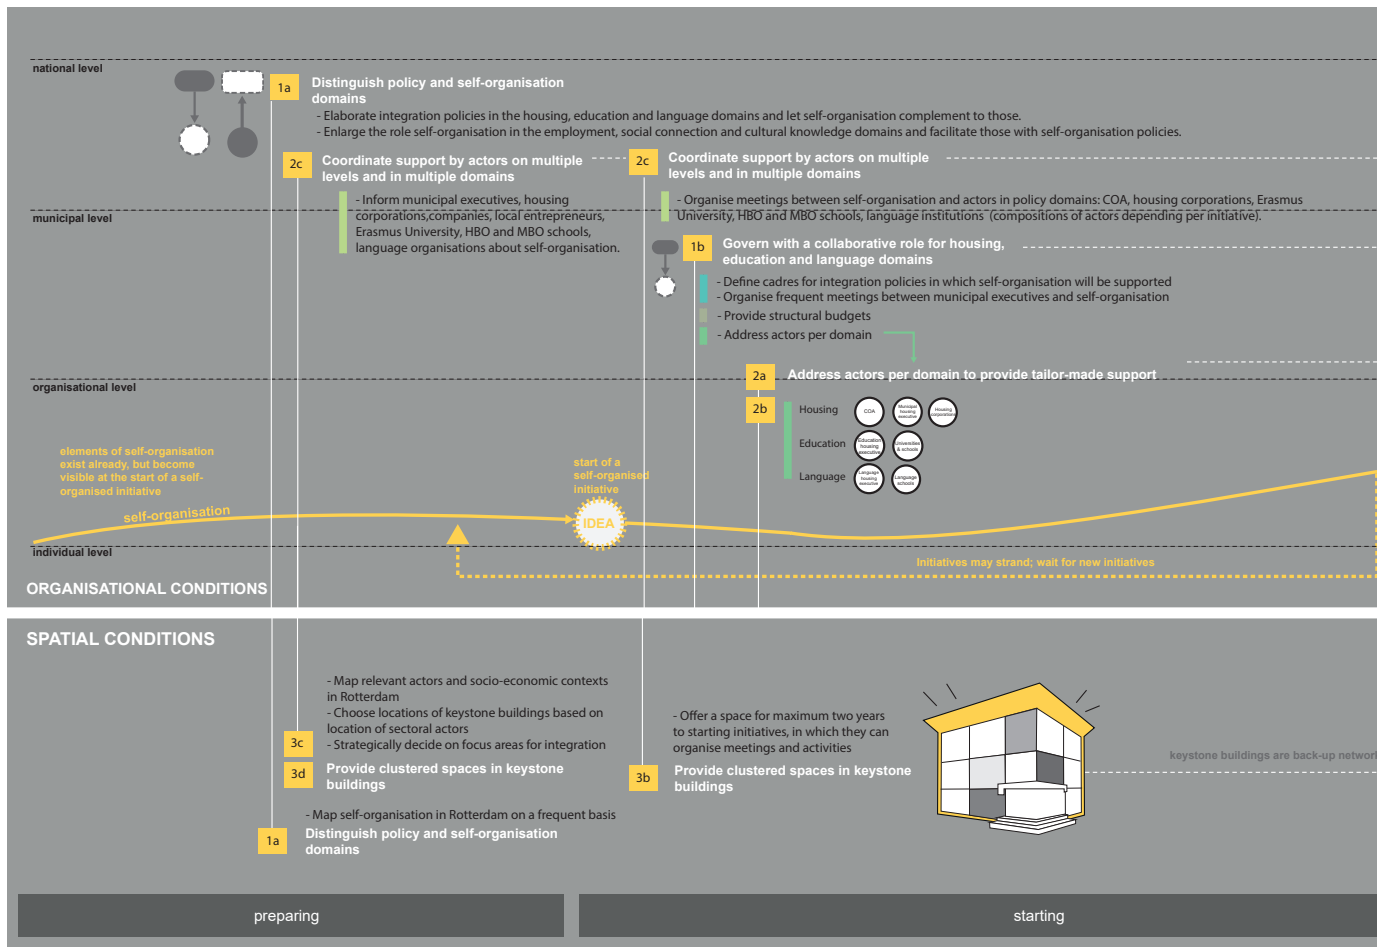 national level
1a
Distinguish policy and self-organisation
domains
- Elaborate integration policies in the housing, education and language domains and let self-organisation complement to those.
- Enlarge the role self-organisation in the employment, social connection and cultural knowledge domains and facilitate those with self-organisation policies.
2c
Coordinate support by actors on multiple
levels and in multiple domains
- Inform municipal executives, housing
corporations,companies, local entrepreneurs,
Erasmus University, HBO and MBO schools,
language organisations about self-organisation.
2c
Coordinate support by actors on multiple
levels and in multiple domains
- Organise meetings between self-organisation and actors in policy domains: COA, housing corporations, Erasmus
University, HBO and MBO schools, language institutions (compositions of actors depending per initiative).
municipal level
1b
Govern with a collaborative role for housing,
education and language domains
- Define cadres for integration policies in which self-organisation will be supported
- Organise frequent meetings between municipal executives and self-organisation
- Provide structural budgets
- Address actors per domain
organisational level
2a
Address actors per domain to provide tailor-made support
2b
Housing
COA
Municipal
housing
executive
Housing
corporations
Education
Education
housing
executive
Universities
& schools
Language
Language
housing
executive
Language
schools
elements of self-organisation
exist already, but become
visible at the start of a self-
organised initiative
self-organisation
start of a
self-organised
initiative
IDEA
individual level
Initiatives may strand; wait for new initiatives
ORGANISATIONAL CONDITIONS
SPATIAL CONDITIONS
- Map relevant actors and socio-economic contexts
in Rotterdam
- Choose locations of keystone buildings based on
location of sectoral actors
- Strategically decide on focus areas for integration
3c
3d
Provide clustered spaces in keystone
buildings
- Map self-organisation in Rotterdam on a frequent basis
1a
Distinguish policy and self-organisation
domains
- Offer a space for maximum two years
to starting initiatives, in which they can
organise meetings and activities
3b
Provide clustered spaces in keystone
buildings
keystone buildings are back-up network
preparing
starting